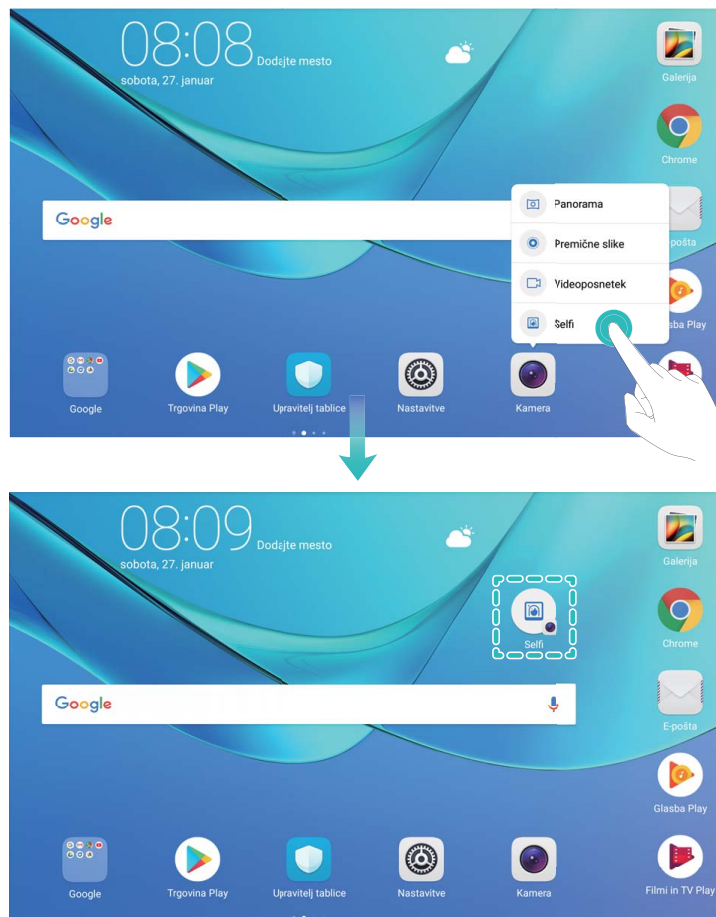 08:08 Dodajte mesto
sobota, 27. januar
Galerija
Chrome
Google
Panorama
Premične slike
Videoposnetek
Selfi
-pošta
sba Play
Google
Trgovina Play
Upravitelj tablice
Nastavitve
Kamera
08:09 Dodajte mesto
sobota, 27. januar
Galerija
Selfi
Chrome
Google
E-pošta
Glasba Play
Google
Trgovina Play
Upravitelj tablice
Nastavitve
Kamera
Filmi in TV Play